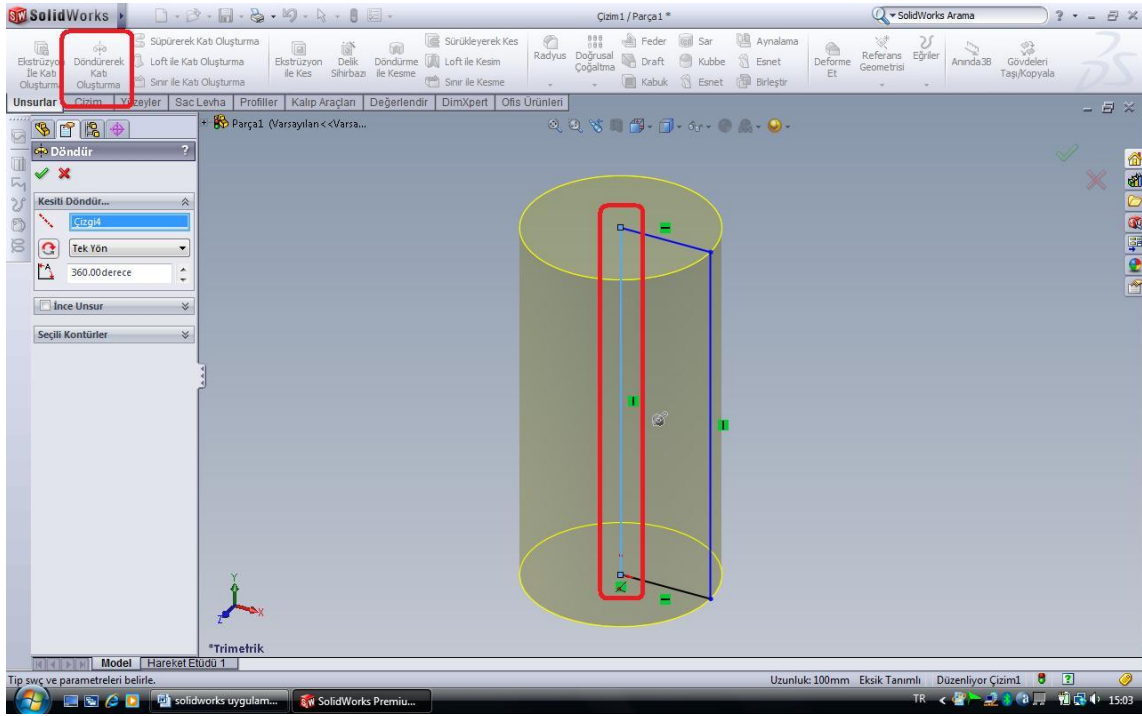 SolidWorks
Çizim1 / Parça1 *
SolidWorks Arama
Ekstrüzyon İle Katı Oluşturma
Döndürerek Katı Oluşturma
Süpürerek Katı Oluşturma
Loft ile Katı Oluşturma
Sınır ile Katı Oluşturma
Ekstrüzyon ile Kes
Delik Sihirbazı
Döndürme ile Kesme
Sürükleyerek Kes
Loft ile Kesim
Sınır ile Kesme
Radyus
Doğrusal Çoğaltma
Feder
Draft
Kabuk
Sar
Kubbe
Esnet
Aynalama
Esnet
Birleştir
Deforme Et
Referans Geometrisi
Eğriler
Anında3B
Gövdeleri Taşı/Kopyala
Unsurlar Çizim Yüzeyler Sac Levha Profiller Kalıp Araçları Değerlendir DimXpert Ofis Ürünleri
Parça1 (Varsayılan<<Varsa...
Döndür ?
Kesiti Döndür...
Çizgi4
Tek Yön
360.00derece
İnce Unsur
Seçili Kontürler
Y
X
Z
*Trimetrik
Model Hareket Etüdü 1
Tip seç ve parametreleri belirle.
Uzunluk: 100mm Eksik Tanımlı Düzenliyor Çizim1
solidworks uygulam...
SolidWorks Premiu...
TR
15:03